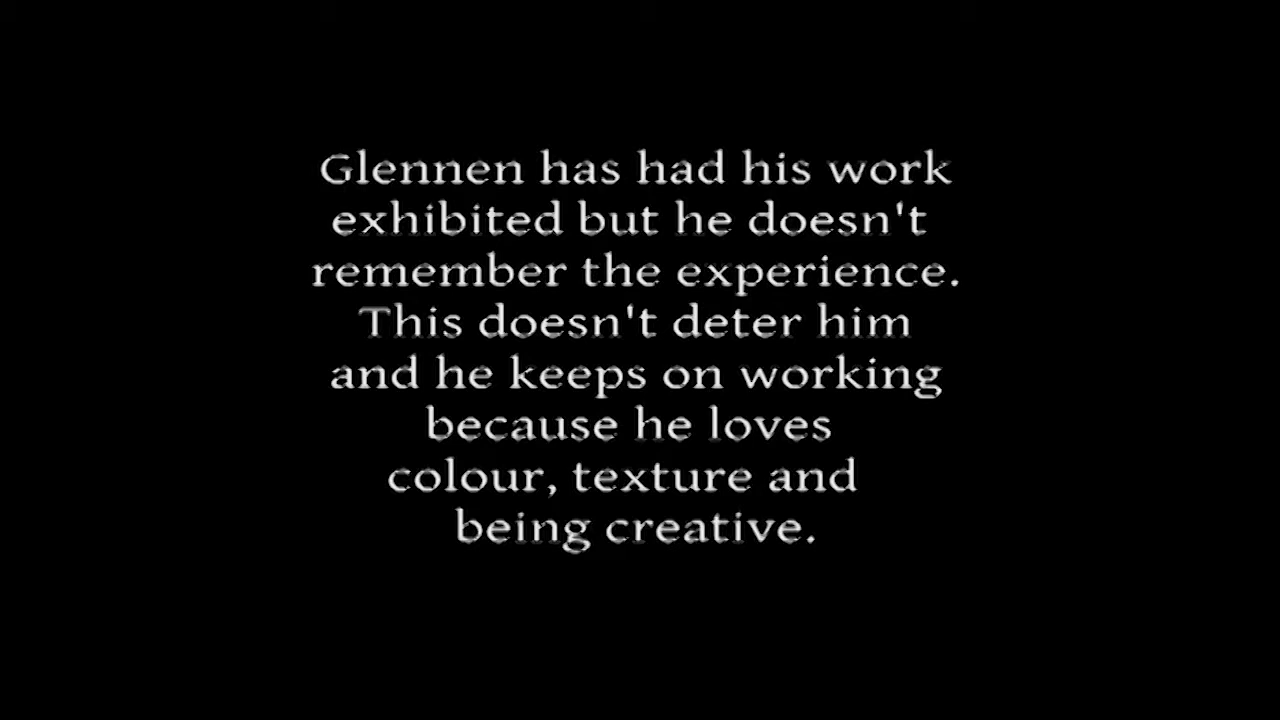 Glennen has had his work
exhibited but he doesn't
remember the experience.
This doesn't deter him
and he keeps on working
because he loves
colour, texture and
being creative.